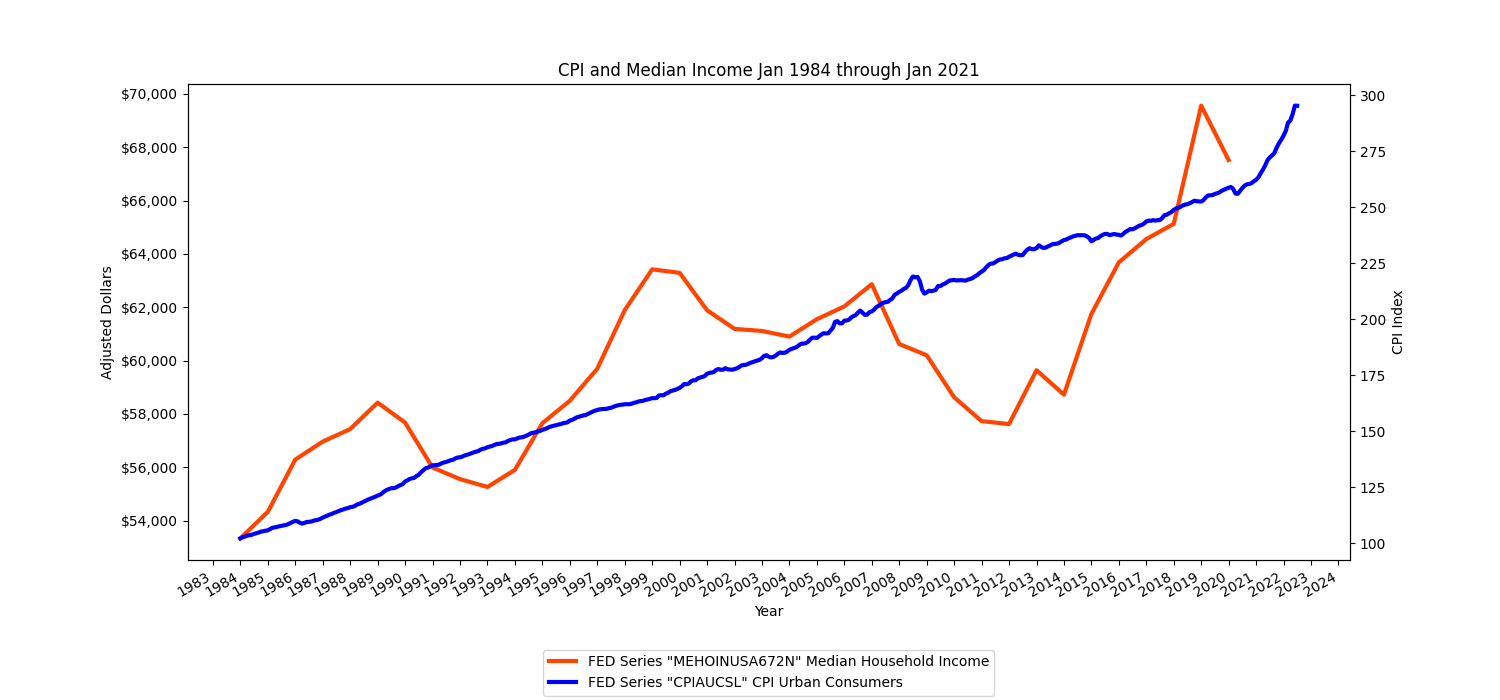 CPI and Median Income Jan 1984 through Jan 2021
$70,000
$68,000
$66,000
$64,000
$62,000
$60,000
$58,000
$56,000
$54,000
Adjusted Dollars
300
275
250
225
200
175
150
125
100
CPI Index
1983 1984 1985 1986 1987 1988 1989 1990 1991 1992 1993 1994 1995 1996 1997 1998 1999 2000 2001 2002 2003 2004 2005 2006 2007 2008 2009 2010 2011 2012 2013 2014 2015 2016 2017 2018 2019 2020 2021 2022 2023 2024
Year
FED Series "MEHOINUSA672N" Median Household Income
FED Series "CPIAUCSL" CPI Urban Consumers